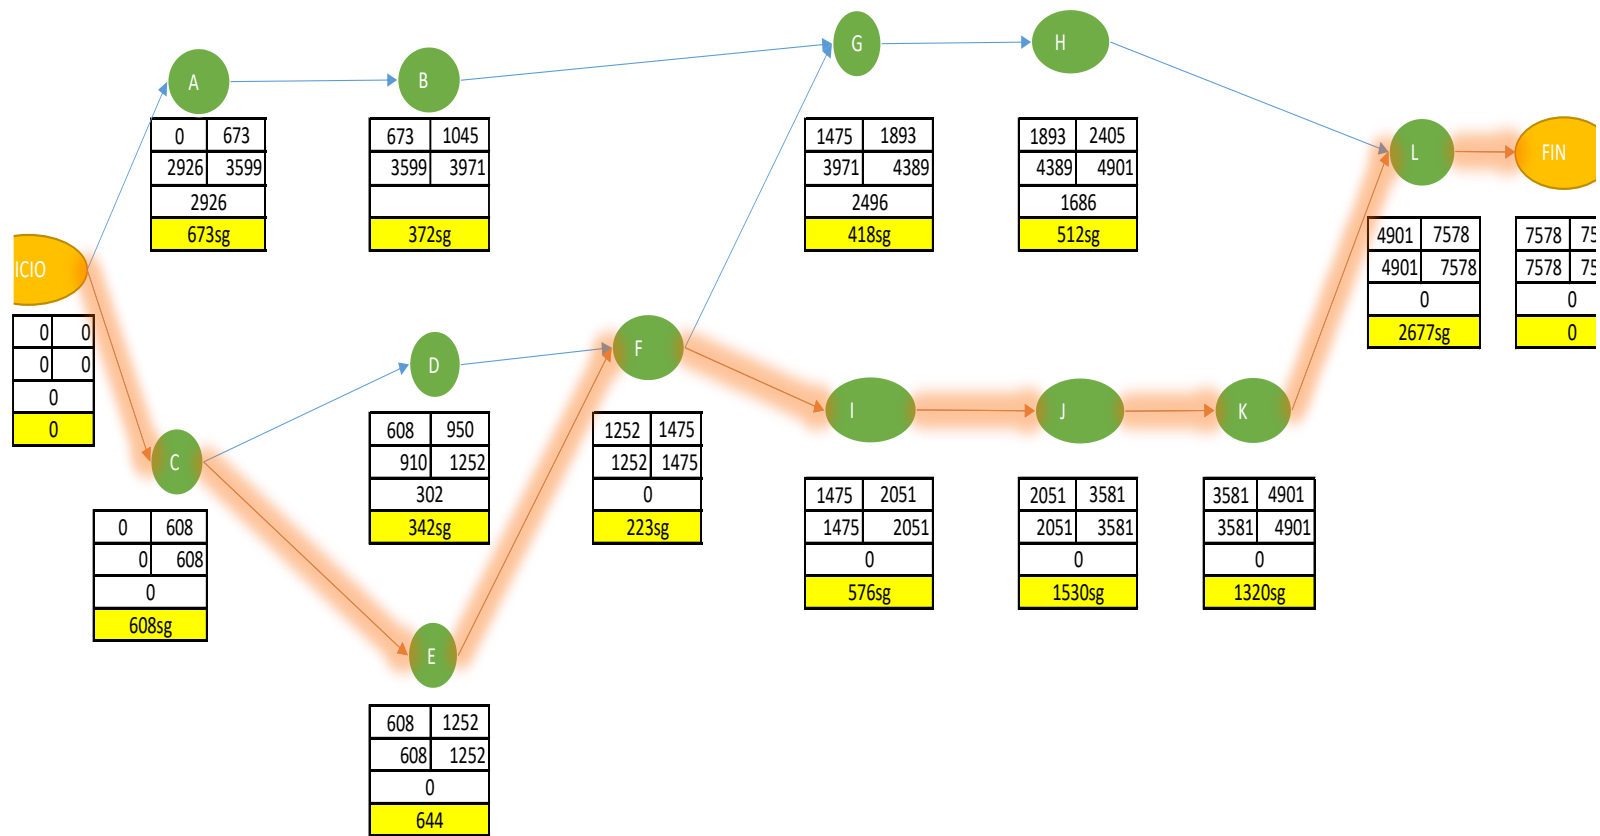 G
H
A
B
0 673
2926 3599
2926
673sg
673 1045
3599 3971
372sg
1475 1893
3971 4389
2496
418sg
1893 2405
4389 4901
1686
512sg
L
FIN
4901 7578
4901 7578
0
2677sg
7578 75
7578 75
0
0
ICIO
0 0
0 0
0
0
C
0 608
0 608
0
608sg
D
608 950
910 1252
302
342sg
F
1252 1475
1252 1475
0
223sg
I
1475 2051
1475 2051
0
576sg
J
2051 3581
2051 3581
0
1530sg
K
3581 4901
3581 4901
0
1320sg
E
608 1252
608 1252
0
644